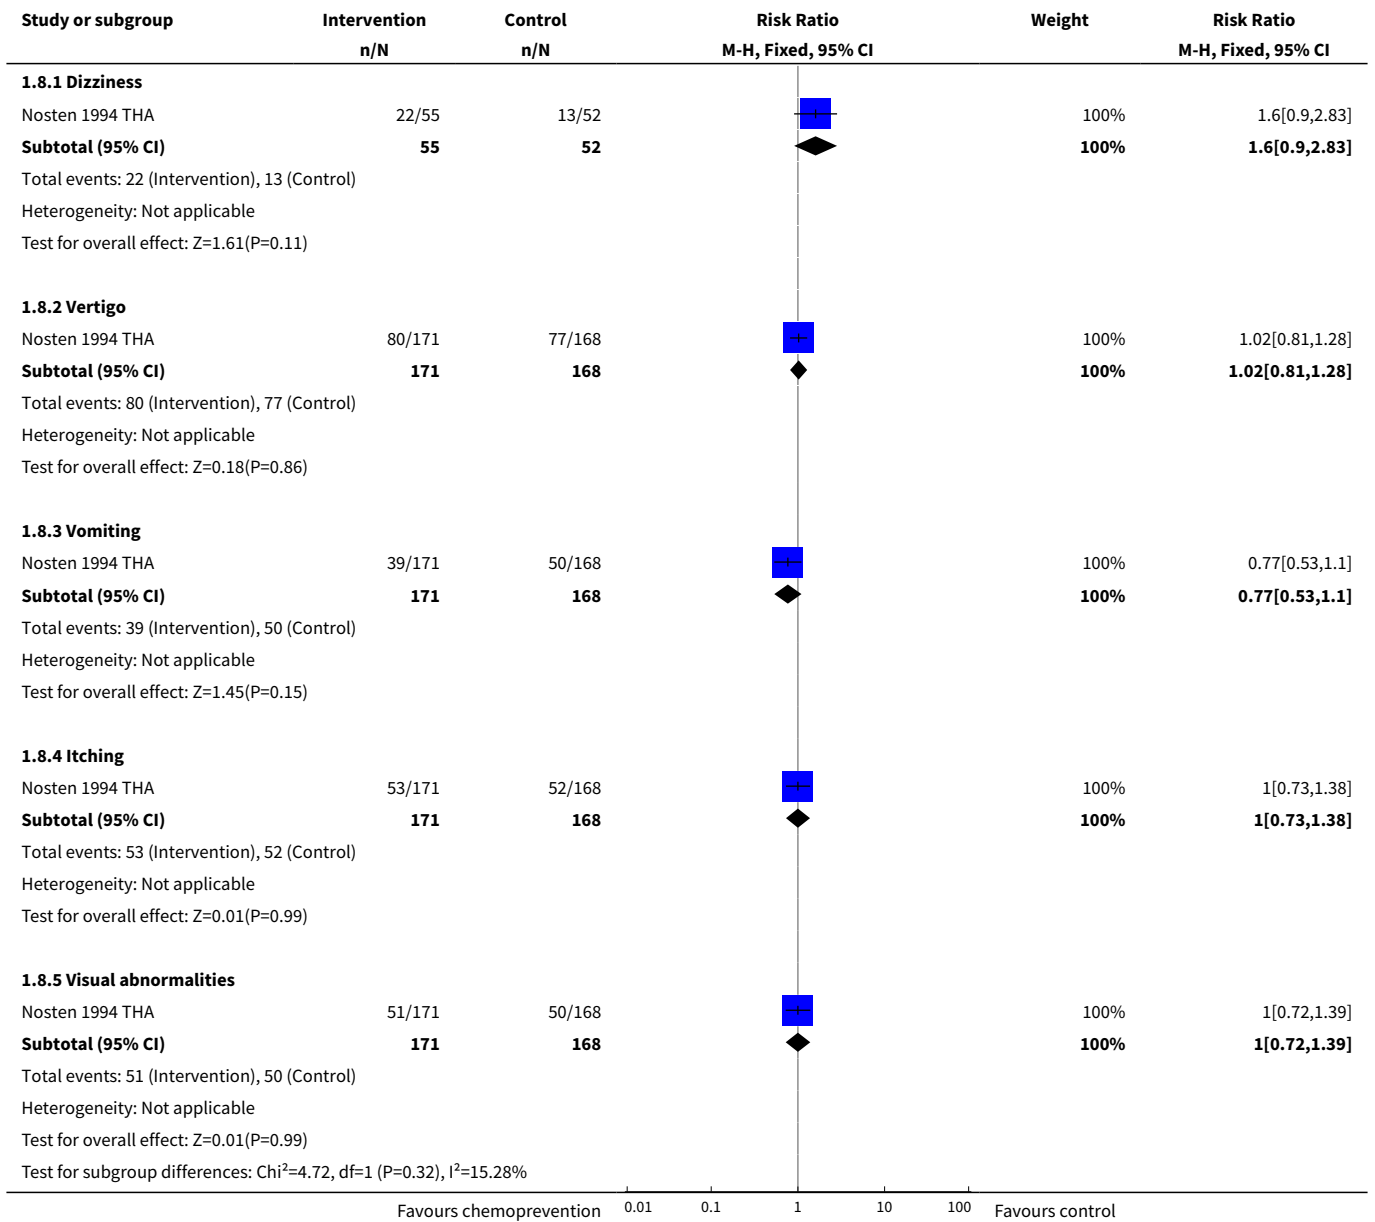 Study or subgroup Intervention Control Risk Ratio Weight Risk Ratio
n/N n/N M-H, Fixed, 95% CI M-H, Fixed, 95% CI
1.8.1 Dizziness
Nosten 1994 THA 22/55 13/52 100% 1.6[0.9,2.83]
Subtotal (95% CI) 55 52 100% 1.6[0.9,2.83]
Total events: 22 (Intervention), 13 (Control)
Heterogeneity: Not applicable
Test for overall effect: Z=1.61(P=0.11)
1.8.2 Vertigo
Nosten 1994 THA 80/171 77/168 100% 1.02[0.81,1.28]
Subtotal (95% CI) 171 168 100% 1.02[0.81,1.28]
Total events: 80 (Intervention), 77 (Control)
Heterogeneity: Not applicable
Test for overall effect: Z=0.18(P=0.86)
1.8.3 Vomiting
Nosten 1994 THA 39/171 50/168 100% 0.77[0.53,1.1]
Subtotal (95% CI) 171 168 100% 0.77[0.53,1.1]
Total events: 39 (Intervention), 50 (Control)
Heterogeneity: Not applicable
Test for overall effect: Z=1.45(P=0.15)
1.8.4 Itching
Nosten 1994 THA 53/171 52/168 100% 1[0.73,1.38]
Subtotal (95% CI) 171 168 100% 1[0.73,1.38]
Total events: 53 (Intervention), 52 (Control)
Heterogeneity: Not applicable
Test for overall effect: Z=0.01(P=0.99)
1.8.5 Visual abnormalities
Nosten 1994 THA 51/171 50/168 100% 1[0.72,1.39]
Subtotal (95% CI) 171 168 100% 1[0.72,1.39]
Total events: 51 (Intervention), 50 (Control)
Heterogeneity: Not applicable
Test for overall effect: Z=0.01(P=0.99)
Test for subgroup differences: Chi²=4.72, df=1 (P=0.32), I²=15.28%
Favours chemoprevention 0.01 0.1 1 10 100 Favours control